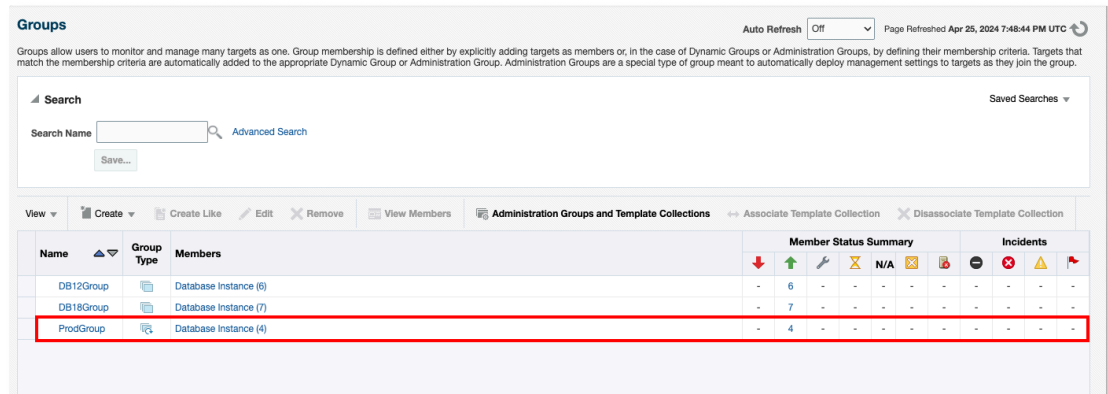 Groups
Auto Refresh Off Page Refreshed Apr 25, 2024 7:48:44 PM UTC
Groups allow users to monitor and manage many targets as one. Group membership is defined either by explicitly adding targets as members or, in the case of Dynamic Groups or Administration Groups, by defining their membership criteria. Targets that
match the membership criteria are automatically added to the appropriate Dynamic Group or Administration Group. Administration Groups are a special type of group meant to automatically deploy management settings to targets as they join the group.
Search
Saved Searches
Search Name Advanced Search
Save...
View Create Create Like Edit Remove View Members Administration Groups and Template Collections Associate Template Collection Disassociate Template Collection
Name Group Type Members Member Status Summary Incidents
N/A
DB12Group Database Instance (6) - 6 - - - - - - - - -
DB18Group Database Instance (7) - 7 - - - - - - - - -
ProdGroup Database Instance (4) - 4 - - - - - - - - -